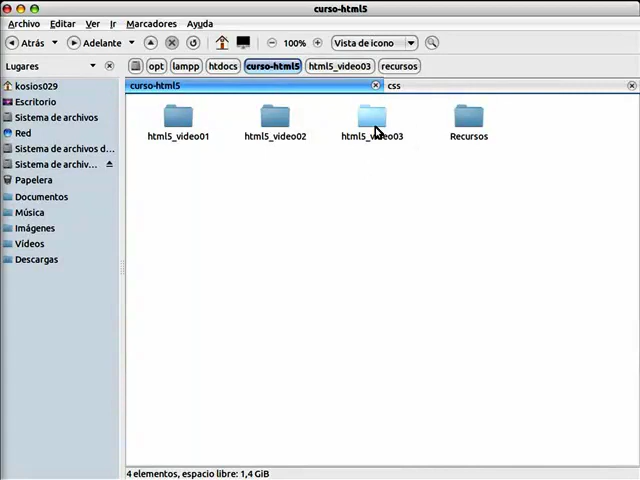 curso-html5
Archivo Editar Ver Ir Marcadores Ayuda
Atrás Adelante 100% Vista de icono
Lugares opt lampp htdocs curso-html5 html5_video03 recursos
curso-html5 css
kosios029
Escritorio
Sistema de archivos
Red
Sistema de archivos d...
Sistema de archiv...
Papelera
Documentos
Música
Imágenes
Vídeos
Descargas
html5_video01 html5_video02 html5_video03 Recursos
4 elementos, espacio libre: 1,4 GiB